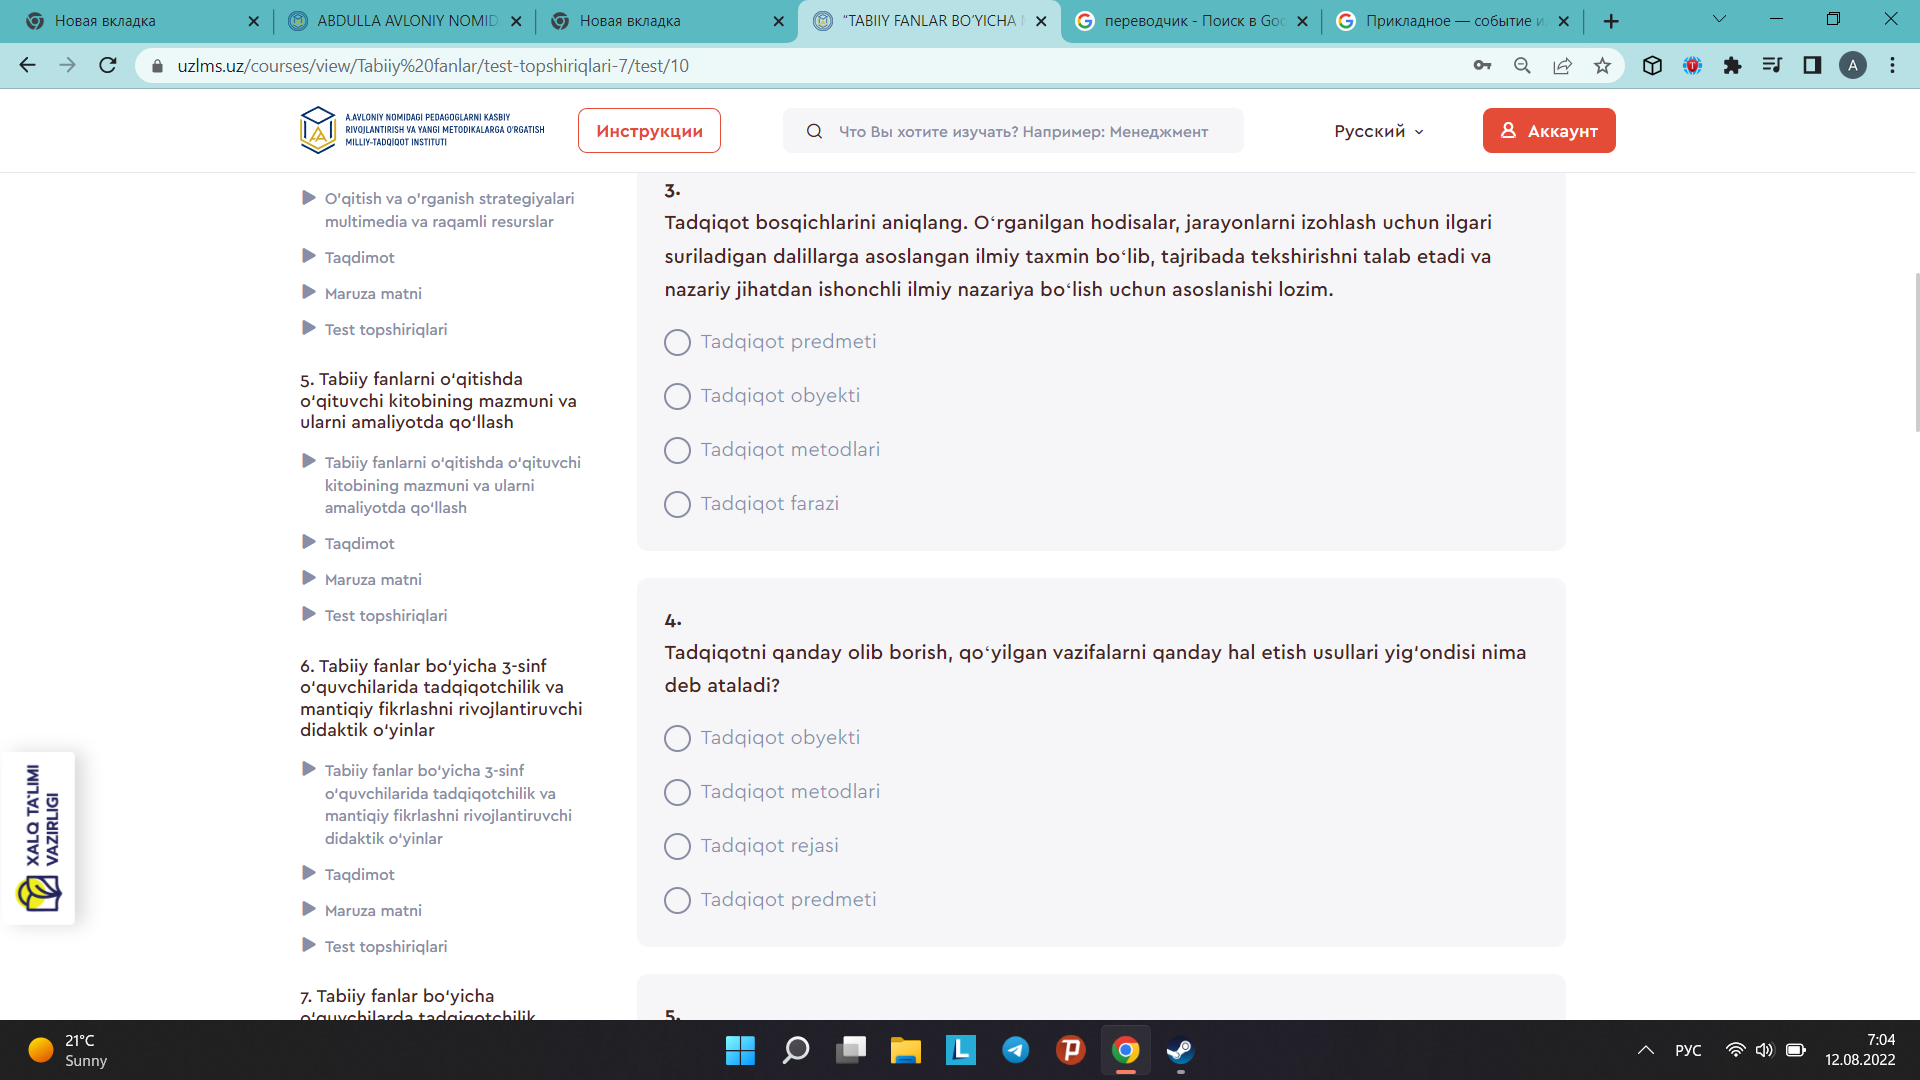 Новая вкладка
ABDULLA AVLONIY NOMID
Новая вкладка
“TABIIY FANLAR BO‘YICHA
переводчик - Поиск в Goo
Прикладное — событие и
uzlms.uz/courses/view/Tabiiy%20fanlar/test-topshiriqlari-7/test/10
A
A.AVLONIY NOMIDAGI PEDAGOGLARNI KASBIY
RIVOJLANTIRISH VA YANGI METODIKALARGA O'RGATISH
MILLIY-TADQIQOT INSTITUTI
Инструкции
Что Вы хотите изучать? Например: Менеджмент
Русский
Аккаунт
O'qitish va o'rganish strategiyalari
multimedia va raqamli resurslar
Taqdimot
Maruza matni
Test topshiriqlari
5. Tabiiy fanlarni o‘qitishda
o‘qituvchi kitobining mazmuni va
ularni amaliyotda qo‘llash
Tabiiy fanlarni o‘qitishda o‘qituvchi
kitobining mazmuni va ularni
amaliyotda qo‘llash
Taqdimot
Maruza matni
Test topshiriqlari
6. Tabiiy fanlar bo‘yicha 3-sinf
o‘quvchilarida tadqiqotchilik va
mantiqiy fikrlashni rivojlantiruvchi
didaktik o‘yinlar
Tabiiy fanlar bo‘yicha 3-sinf
o‘quvchilarida tadqiqotchilik va
mantiqiy fikrlashni rivojlantiruvchi
didaktik o‘yinlar
Taqdimot
Maruza matni
Test topshiriqlari
7. Tabiiy fanlar bo‘yicha
o‘quvchilarda tadqiqotchilik
XALQ TA'LIMI
VAZIRLIGI
3.
Tadqiqot bosqichlarini aniqlang. O‘rganilgan hodisalar, jarayonlarni izohlash uchun ilgari
suriladigan dalillarga asoslangan ilmiy taxmin bo‘lib, tajribada tekshirishni talab etadi va
nazariy jihatdan ishonchli ilmiy nazariya bo‘lish uchun asoslanishi lozim.
Tadqiqot predmeti
Tadqiqot obyekti
Tadqiqot metodlari
Tadqiqot farazi
4.
Tadqiqotni qanday olib borish, qo‘yilgan vazifalarni qanday hal etish usullari yig‘ondisi nima
deb ataladi?
Tadqiqot obyekti
Tadqiqot metodlari
Tadqiqot rejasi
Tadqiqot predmeti
5.
21°C
Sunny
РУС
7:04
12.08.2022